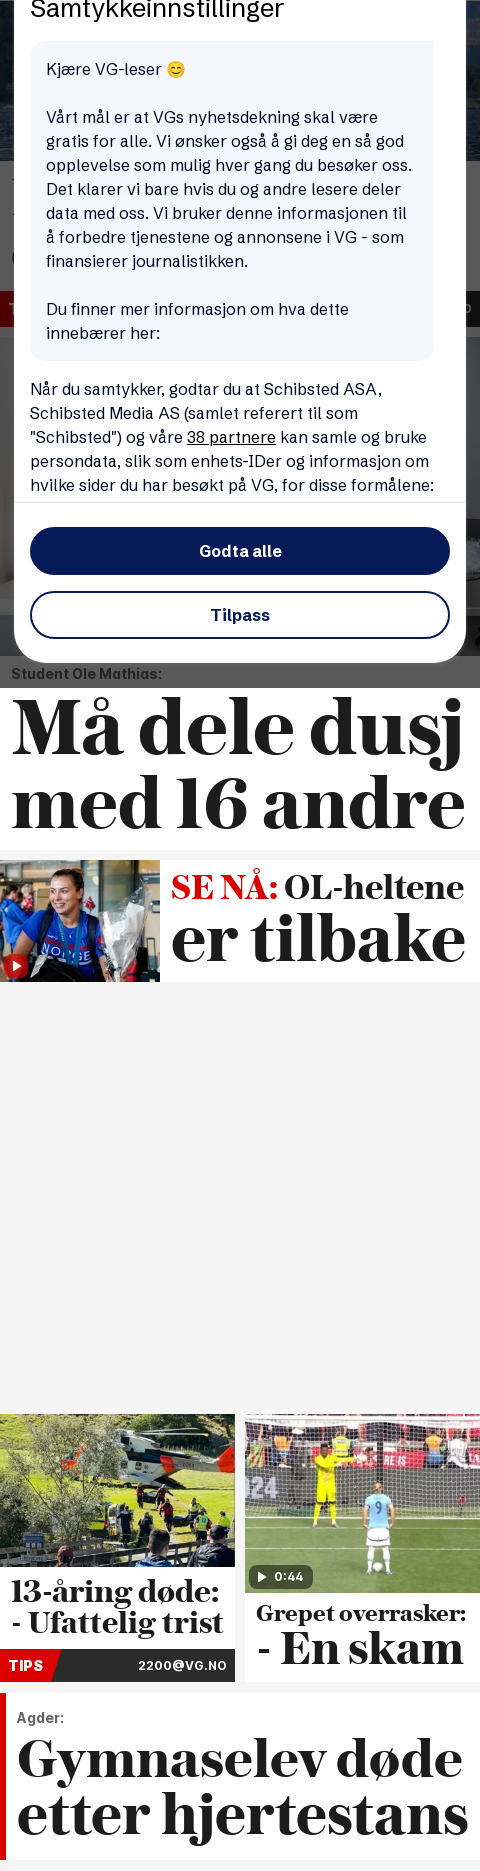 Samtykkeinnstillinger
Kjære VG-leser 😊
Vårt mål er at VGs nyhetsdekning skal være
gratis for alle. Vi ønsker også å gi deg en så god
opplevelse som mulig hver gang du besøker oss.
Det klarer vi bare hvis du og andre lesere deler
data med oss. Vi bruker denne informasjonen til
å forbedre tjenestene og annonsene i VG - som
finansierer journalistikken.
Du finner mer informasjon om hva dette
innebærer her:
Når du samtykker, godtar du at Schibsted ASA,
Schibsted Media AS (samlet referert til som
"Schibsted") og våre 38 partnere kan samle og bruke
persondata, slik som enhets-IDer og informasjon om
hvilke sider du har besøkt på VG, for disse formålene:
Godta alle
Tilpass
Student Ole Mathias:
Må dele dusj
med 16 andre
SE NÅ: OL-heltene
er tilbake
NORGE
13-åring døde:
- Ufattelig trist
TIPS 2200@VG.NO
9
0:44
Grepet overrasker:
- En skam
Agder:
Gymnaselev døde
etter hjertestans